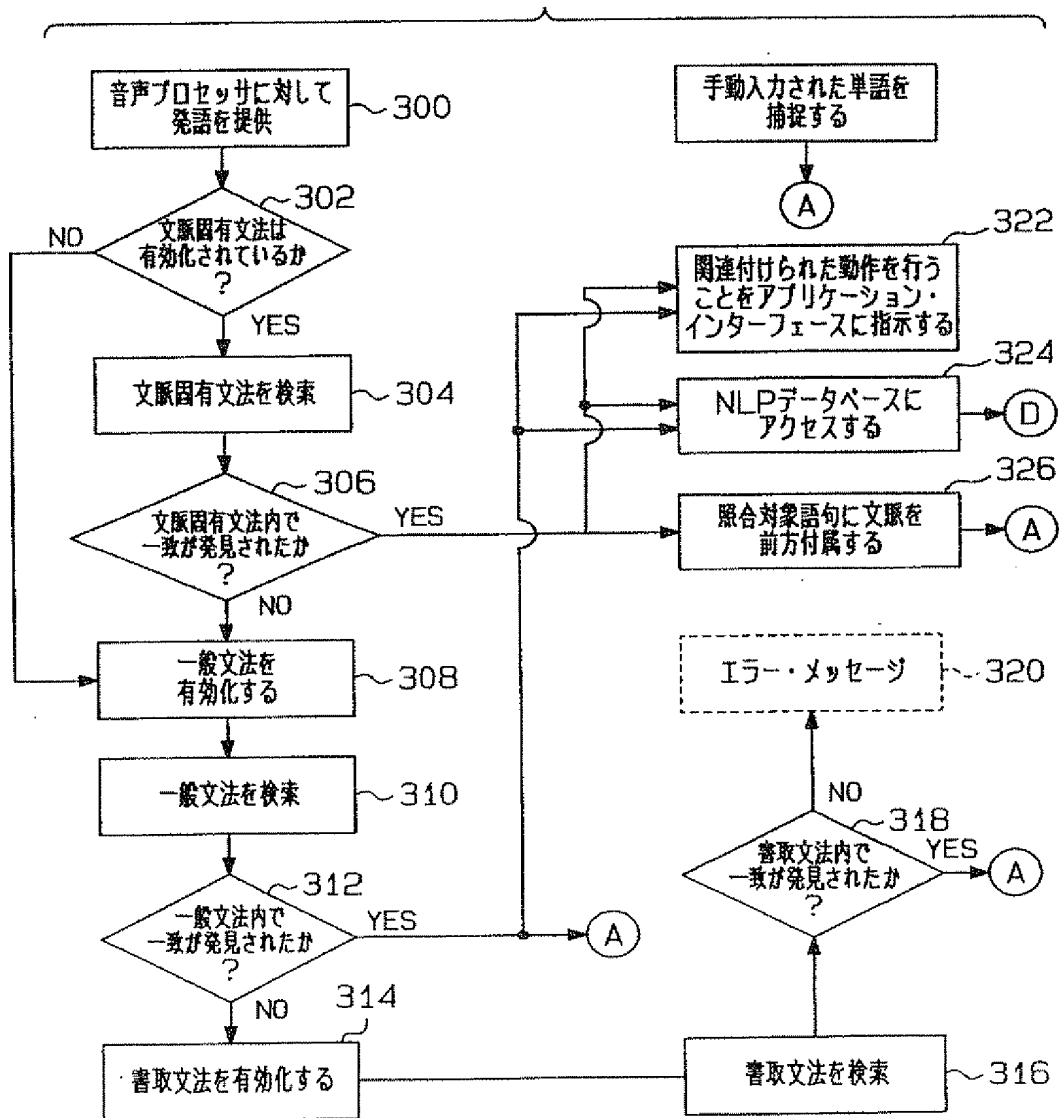 音声プロセッサに対して
発語を提供
300
302
文脈固有文法は
有効化されているか
?
NO
YES
文脈固有文法を検索
304
306
文脈固有文法内で
一致が発見されたか
?
YES
NO
一般文法を
有効化する
308
一般文法を検索
310
312
一般文法内で
一致が発見されたか
?
YES
A
NO
314
書取文法を有効化する
手動入力された単語を
捕捉する
A
322
関連付けられた動作を行う
ことをアプリケーション・
インターフェースに指示する
324
NLPデータベースに
アクセスする
D
326
照合対象語句に文脈を
前方付属する
A
エラー・メッセージ
320
NO
318
書取文法内で
一致が発見されたか
?
YES
A
書取文法を検索
316